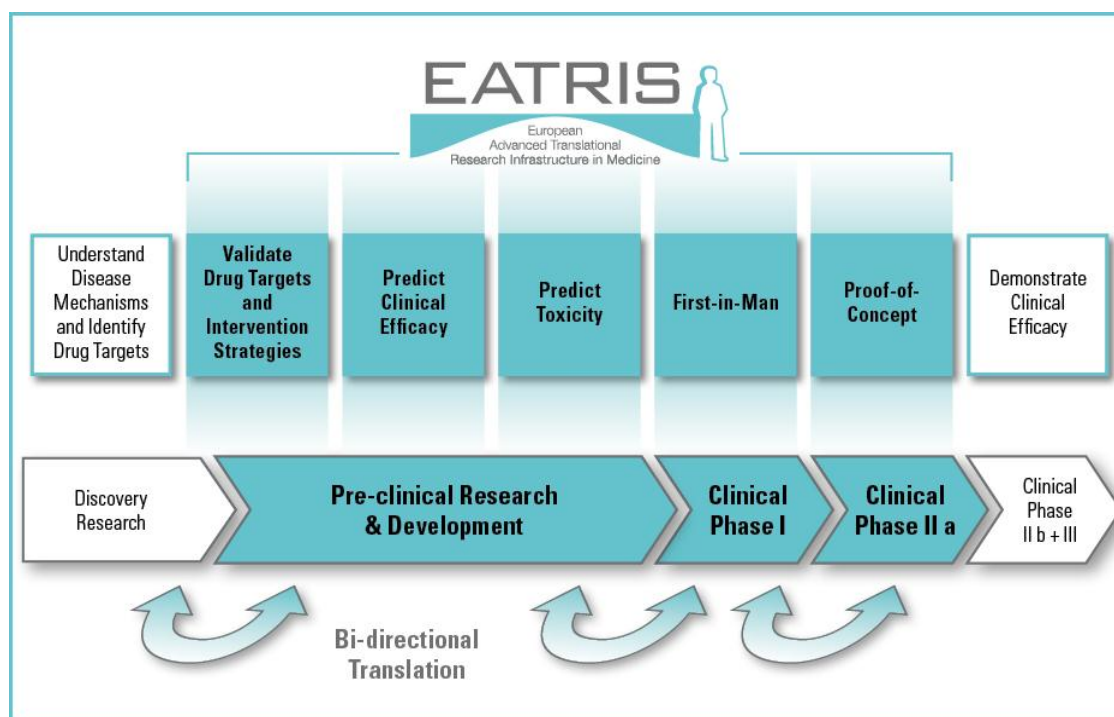 EATRIS
European
Advanced Translational
Research Infrastructure in Medicine
Understand
Disease
Mechanisms
and Identify
Drug Targets
Validate
Drug Targets
and
Intervention
Strategies
Predict
Clinical
Efficacy
Predict
Toxicity
First-in-Man
Proof-of-
Concept
Demonstrate
Clinical
Efficacy
Discovery
Research
Pre-clinical Research
& Development
Clinical
Phase I
Clinical
Phase II a
Clinical
Phase
II b + III
Bi-directional
Translation